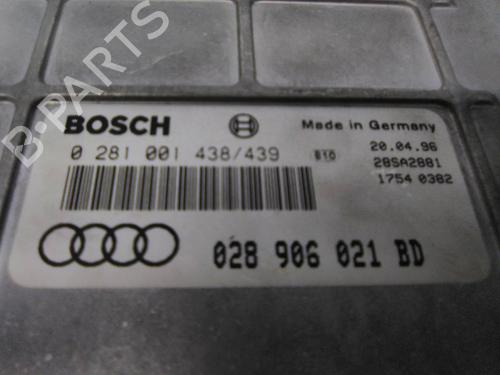 B-PARTS
BOSCH
Made in Germany
0 281 001 438/439
B10
20.04.96
28SA2881
1754 0382
028 906 021 BD